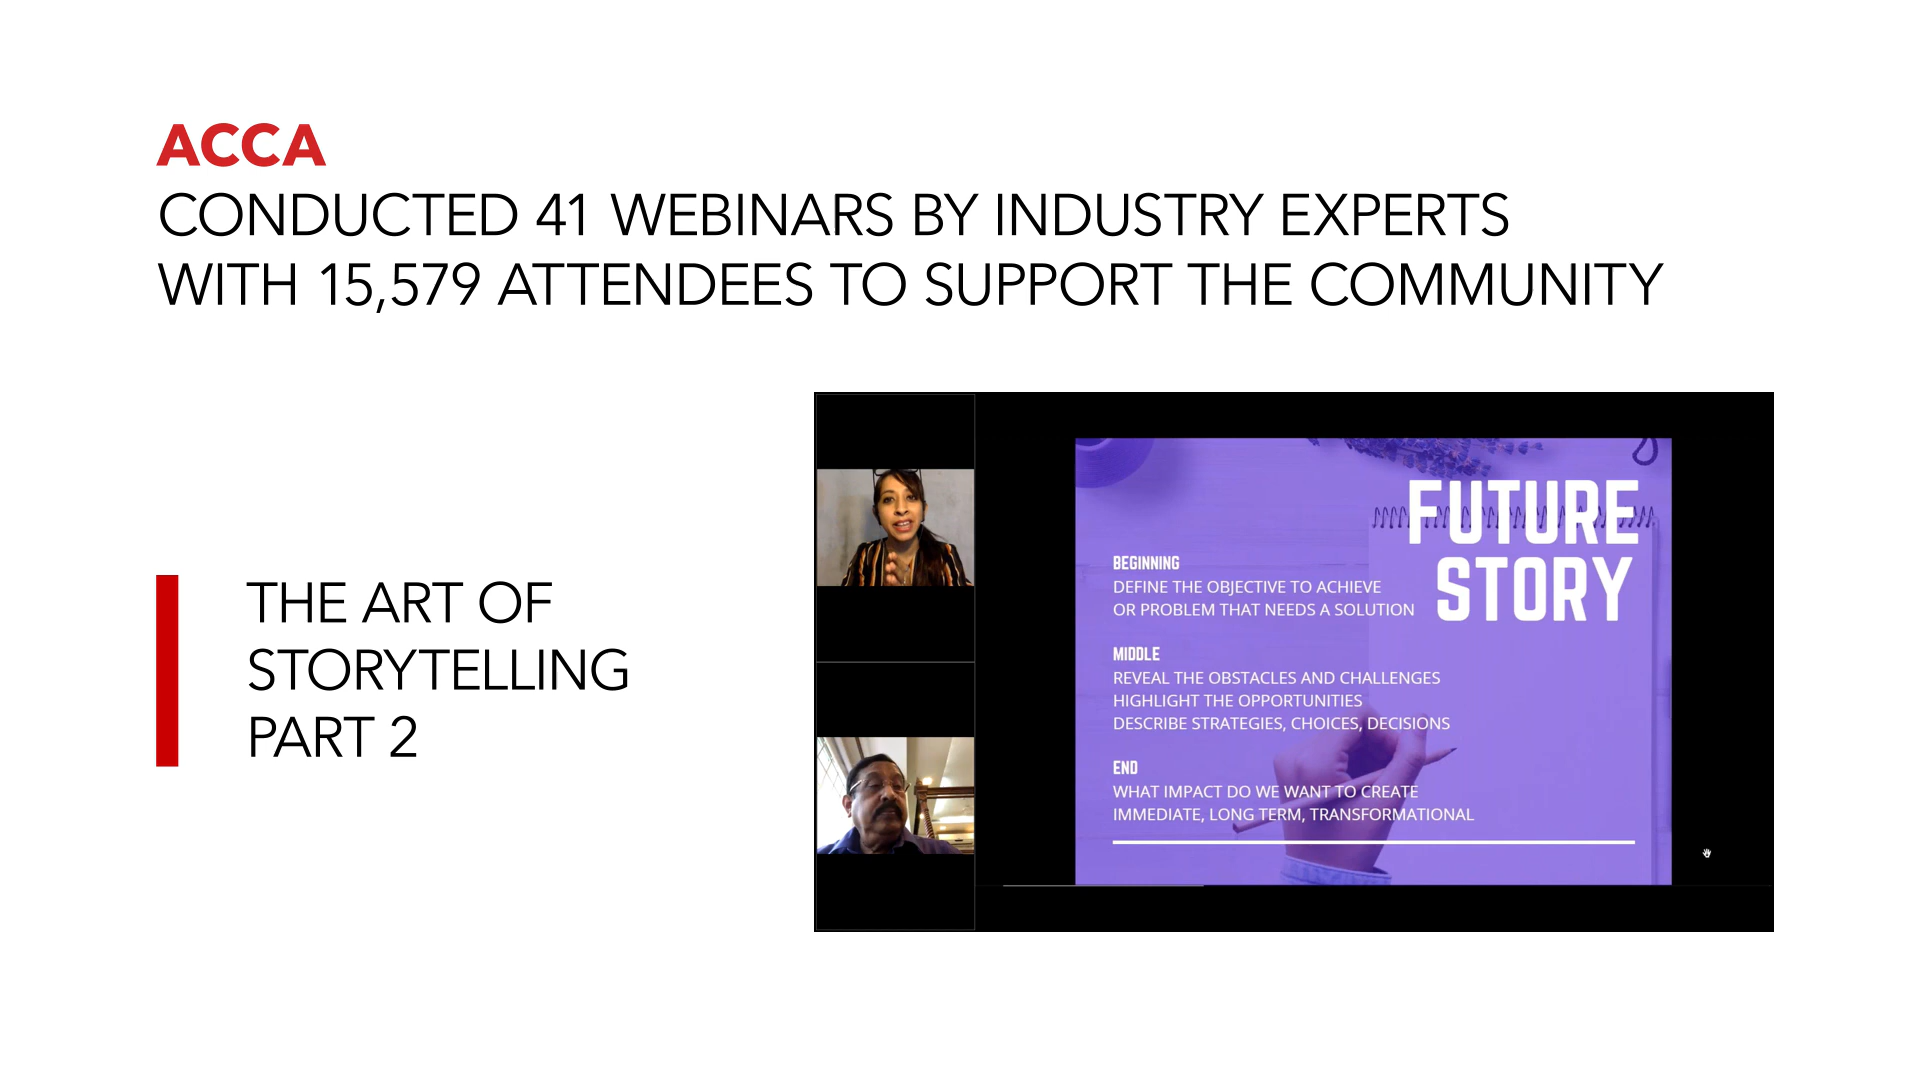 ACCA
CONDUCTED 41 WEBINARS BY INDUSTRY EXPERTS
WITH 15,579 ATTENDEES TO SUPPORT THE COMMUNITY
THE ART OF
STORYTELLING
PART 2
FUTURE
STORY
BEGINNING
DEFINE THE OBJECTIVE TO ACHIEVE
OR PROBLEM THAT NEEDS A SOLUTION
MIDDLE
REVEAL THE OBSTACLES AND CHALLENGES
HIGHLIGHT THE OPPORTUNITIES
DESCRIBE STRATEGIES, CHOICES, DECISIONS
END
WHAT IMPACT DO WE WANT TO CREATE
IMMEDIATE, LONG TERM, TRANSFORMATIONAL